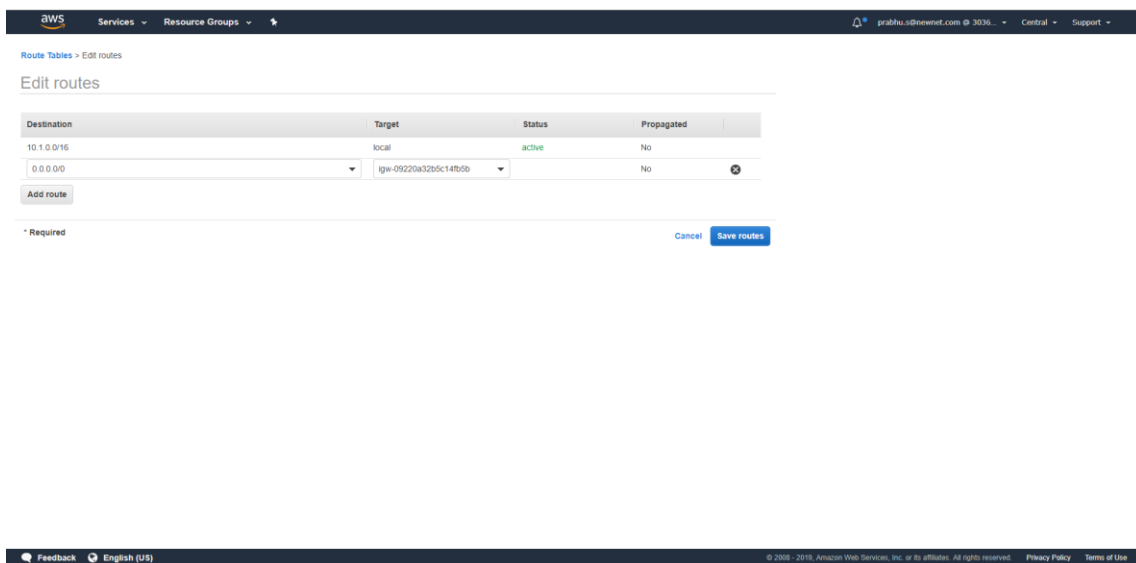 aws Services Resource Groups prabhu.s@newnet.com @ 3036... Central Support
Route Tables > Edit routes
Edit routes
Destination Target Status Propagated
10.1.0.0/16 local active No
0.0.0.0/0 igw-09220a32b5c14fb5b No
Add route
* Required Cancel Save routes
Feedback English (US) © 2008 - 2019, Amazon Web Services, Inc. or its affiliates. All rights reserved. Privacy Policy Terms of Use